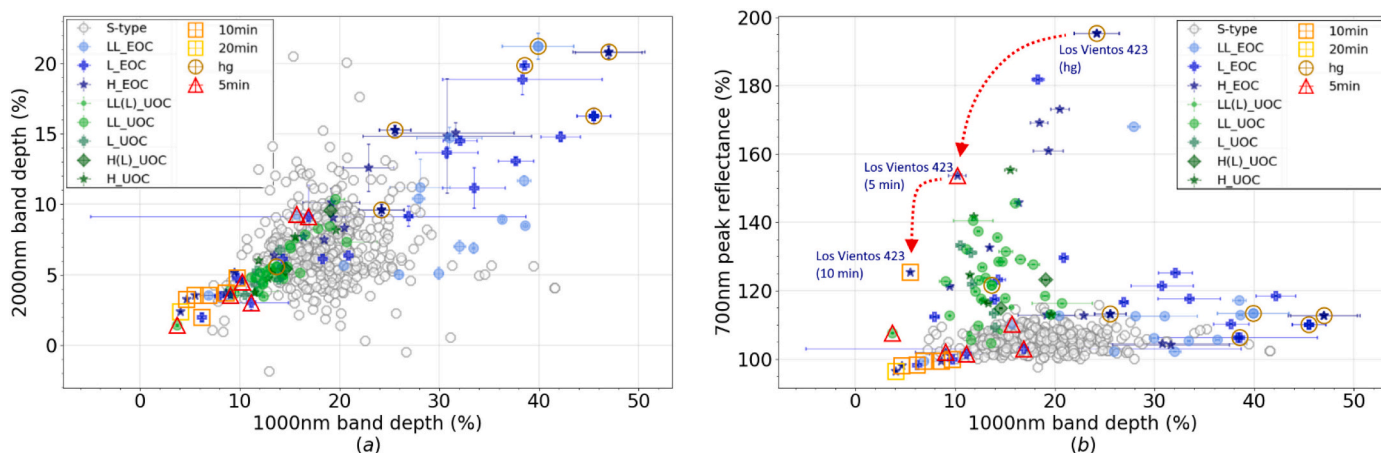 S-type
LL_EOC
L_EOC
H_EOC
LL(L)_UOC
LL_UOC
L_UOC
H(L)_UOC
H_UOC
10min
20min
hg
5min
20
15
10
5
0
2000nm band depth (%)
0 10 20 30 40 50
1000nm band depth (%)
(a)
S-type
LL_EOC
L_EOC
H_EOC
LL(L)_UOC
LL_UOC
L_UOC
H(L)_UOC
H_UOC
10min
20min
hg
5min
Los Vientos 423
(hg)
Los Vientos 423
(5 min)
Los Vientos 423
(10 min)
200
180
160
140
120
100
700nm peak reflectance (%)
0 10 20 30 40 50
1000nm band depth (%)
(b)